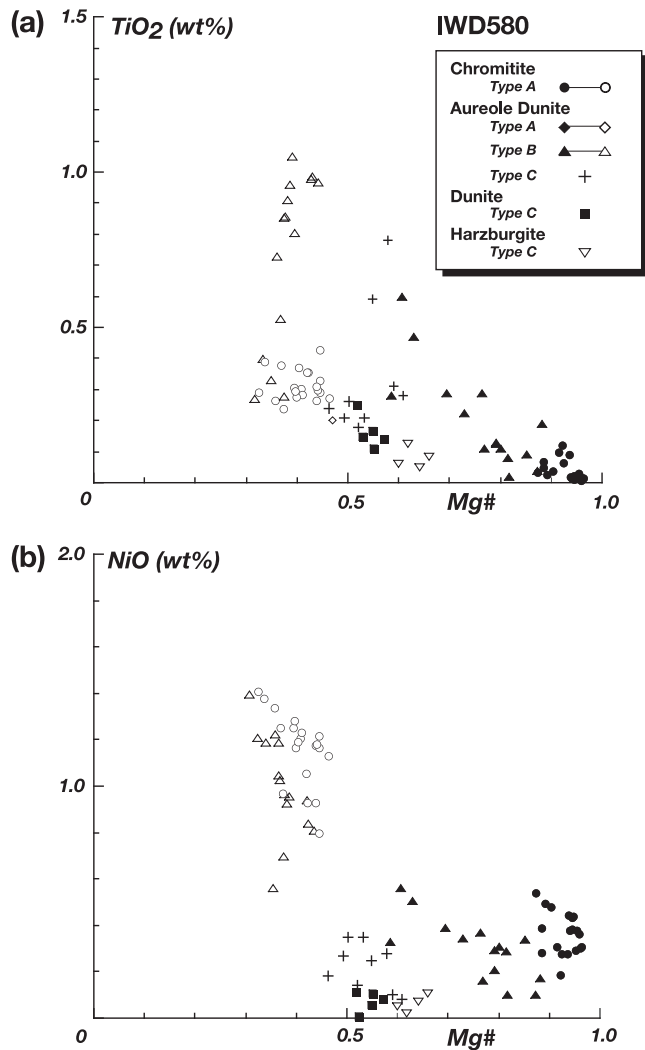 (a)
TiO2 (wt%)
IWD580
1.5
Chromitite
Type A
Aureole Dunite
Type A
Type B
Type C
Dunite
Type C
Harzburgite
Type C
1.0
0.5
0
0
0.5
Mg#
1.0
(b)
NiO (wt%)
2.0
1.0
0
0
0.5
Mg#
1.0